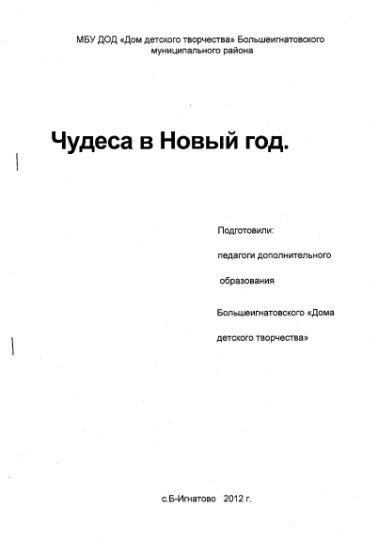 МБУ ДОД «Дом детского творчества» Большеигнатовского
муниципального района
Чудеса в Новый год.
Подготовили:
педагоги дополнительного
образования
Большеигнатовского «Дома
детского творчества»
с.Б-Игнатово 2012 г.